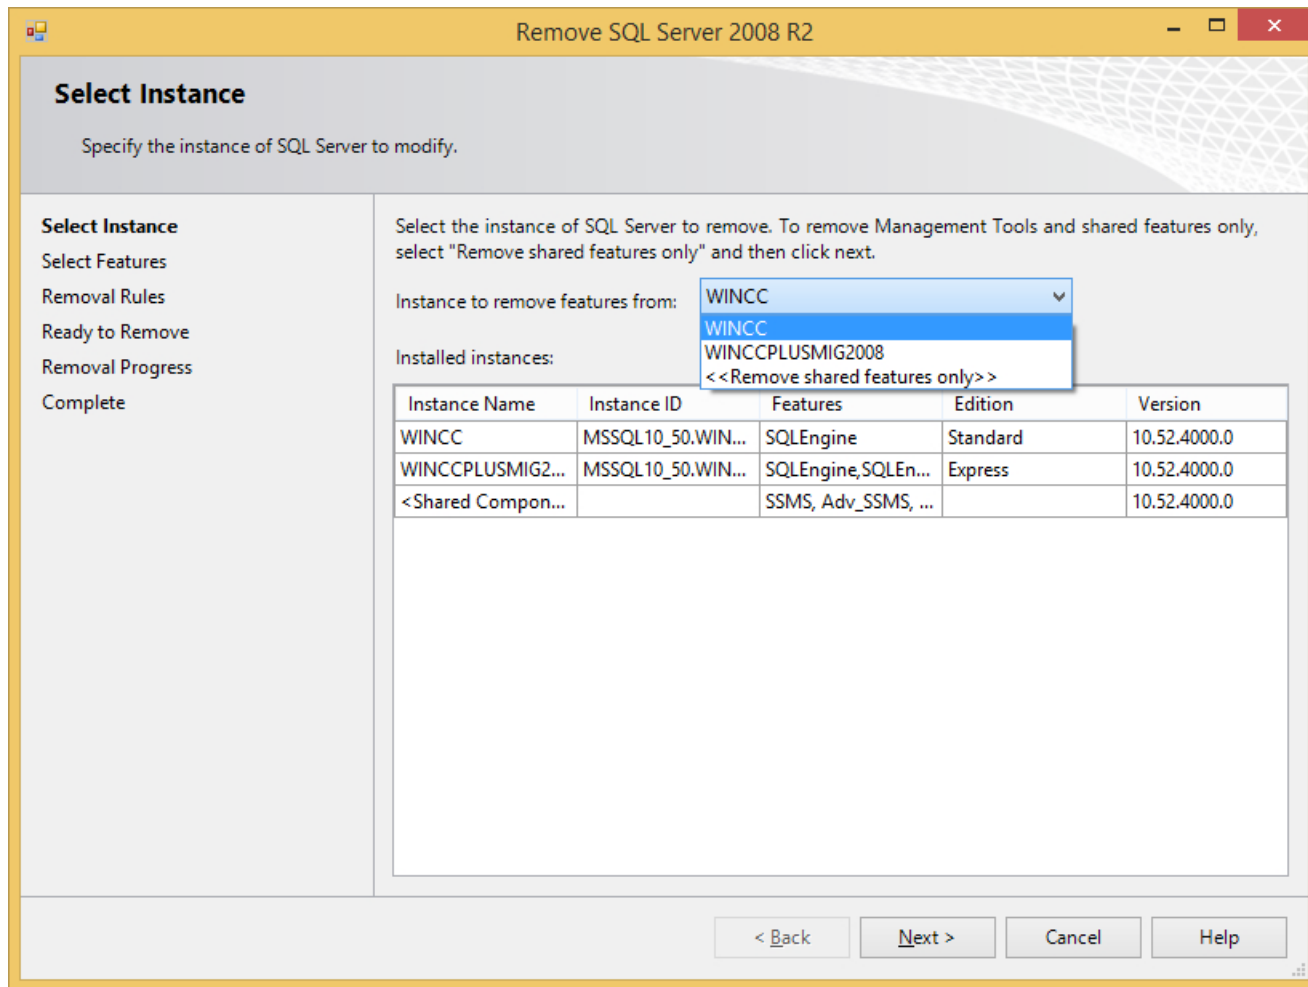 Remove SQL Server 2008 R2
Select Instance
Specify the instance of SQL Server to modify.
Select Instance
Select Features
Removal Rules
Ready to Remove
Removal Progress
Complete
Select the instance of SQL Server to remove. To remove Management Tools and shared features only,
select "Remove shared features only" and then click next.
Instance to remove features from: WINCC
WINCC
WINCCPLUSMIG2008
<<Remove shared features only>>
Installed instances:
Instance Name Instance ID Features Edition Version
WINCC MSSQL10_50.WIN... SQLEngine Standard 10.52.4000.0
WINCCPLUSMIG2... MSSQL10_50.WIN... SQLEngine,SQLEn... Express 10.52.4000.0
<Shared Compon... SSMS, Adv_SSMS, ... 10.52.4000.0
< Back Next > Cancel Help